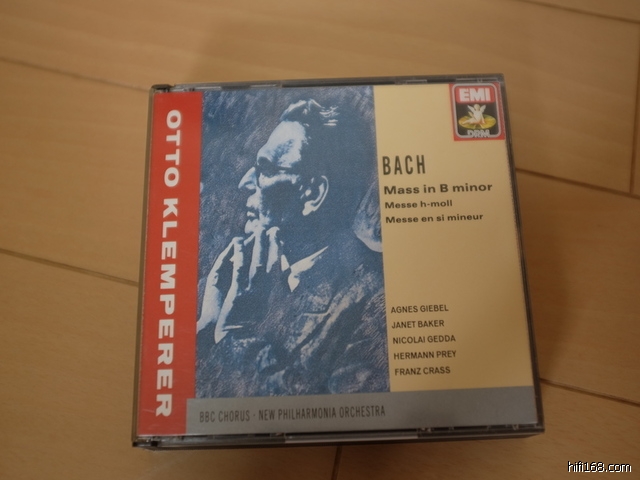 OTTO KLEMPERER
EMI
DRM
BACH
Mass in B minor
Messe h-moll
Messe en si mineur
AGNES GIEBEL
JANET BAKER
NICOLAI GEDDA
HERMANN PREY
FRANZ CRASS
BBC CHORUS · NEW PHILHARMONIA ORCHESTRA
hifi168.com